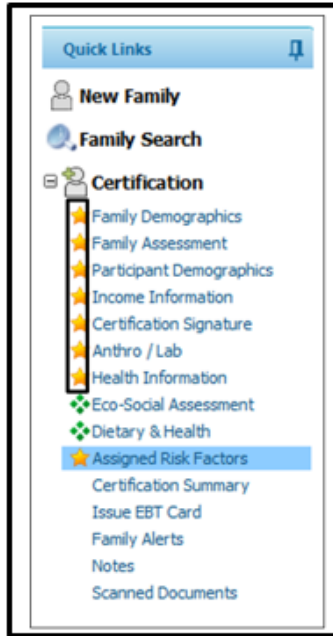 Quick Links
New Family
Family Search
Certification
Family Demographics
Family Assessment
Participant Demographics
Income Information
Certification Signature
Anthro / Lab
Health Information
Eco-Social Assessment
Dietary & Health
Assigned Risk Factors
Certification Summary
Issue EBT Card
Family Alerts
Notes
Scanned Documents